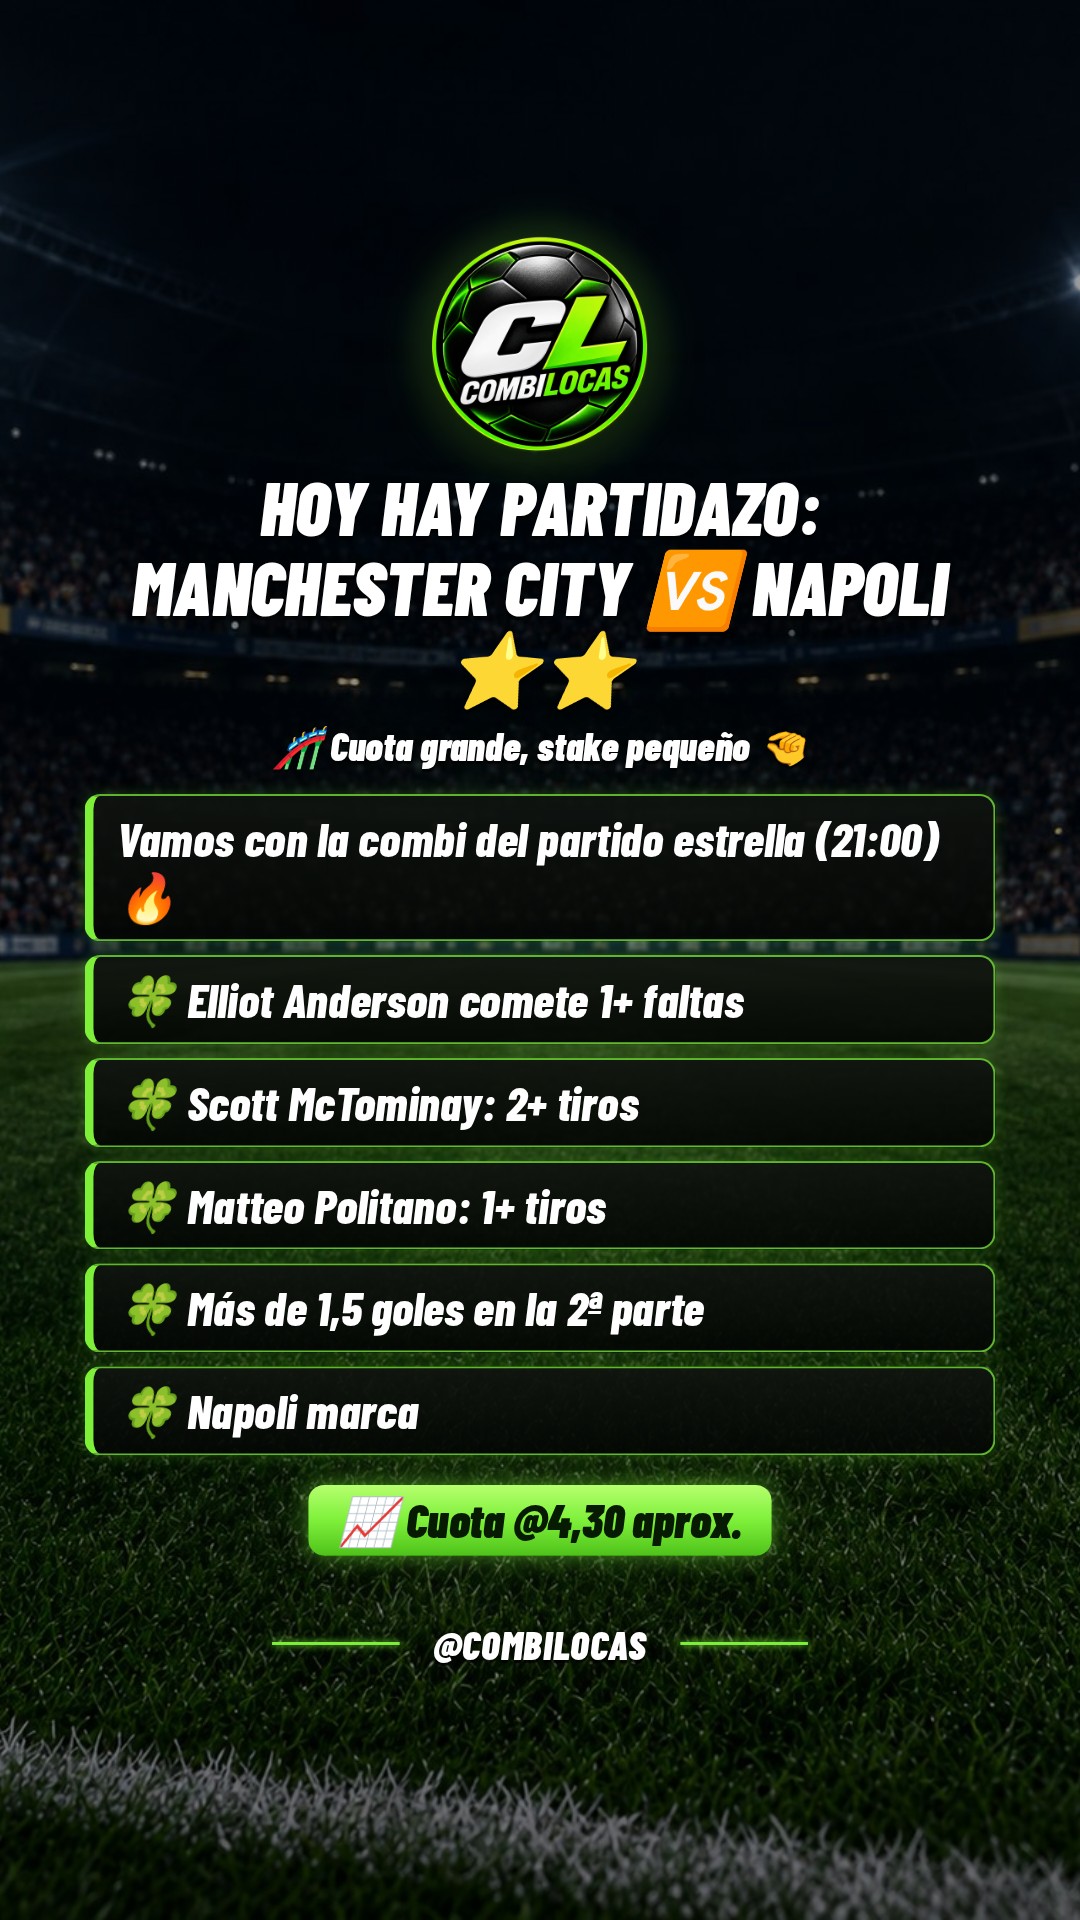 CL
COMBILOCAS
HOY HAY PARTIDAZO:
MANCHESTER CITY 🆚 NAPOLI
⭐⭐
🎢 Cuota grande, stake pequeño 🤏
Vamos con la combi del partido estrella (21:00)
🔥
🍀 Elliot Anderson comete 1+ faltas
🍀 Scott McTominay: 2+ tiros
🍀 Matteo Politano: 1+ tiros
🍀 Más de 1,5 goles en la 2ª parte
🍀 Napoli marca
📈 Cuota @4,30 aprox.
@COMBILOCAS